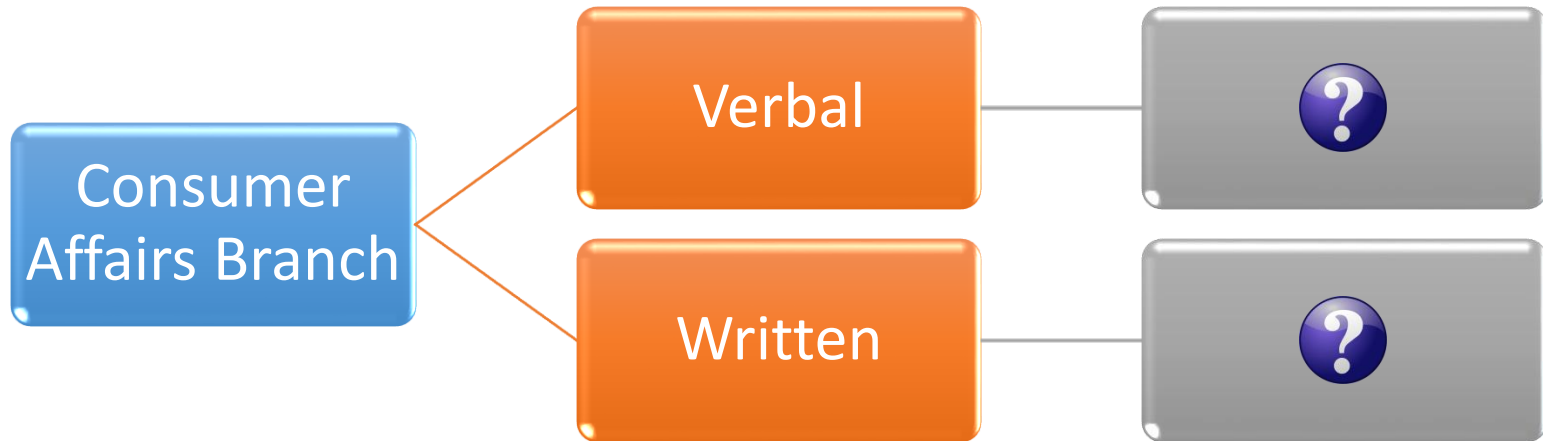 Consumer
Affairs Branch
Verbal
?
Written
?